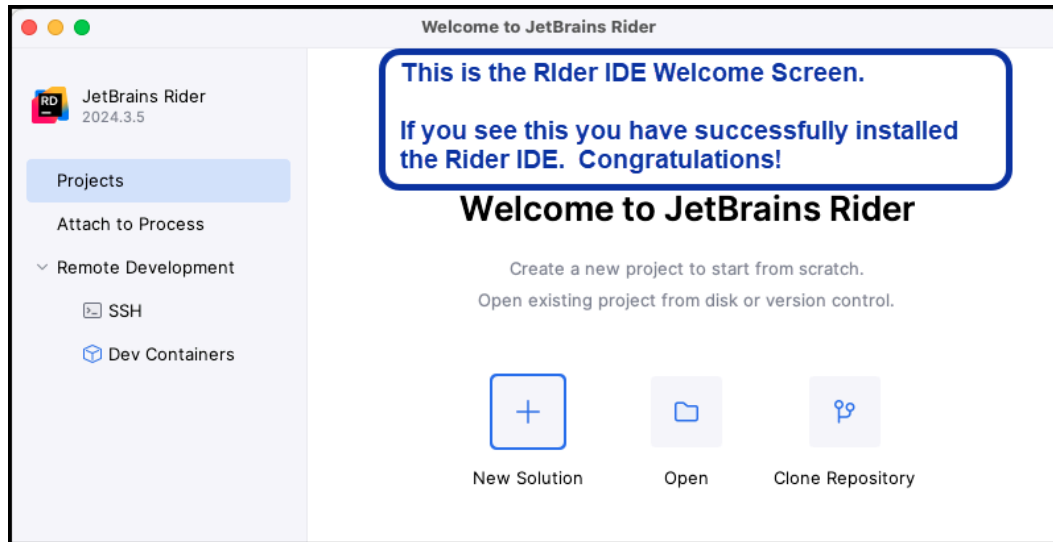 Welcome to JetBrains Rider
This is the RIder IDE Welcome Screen.
If you see this you have successfully installed
the Rider IDE.  Congratulations!
RD
JetBrains Rider
2024.3.5
Projects
Attach to Process
Remote Development
SSH
Dev Containers
Welcome to JetBrains Rider
Create a new project to start from scratch.
Open existing project from disk or version control.
New Solution
Open
Clone Repository